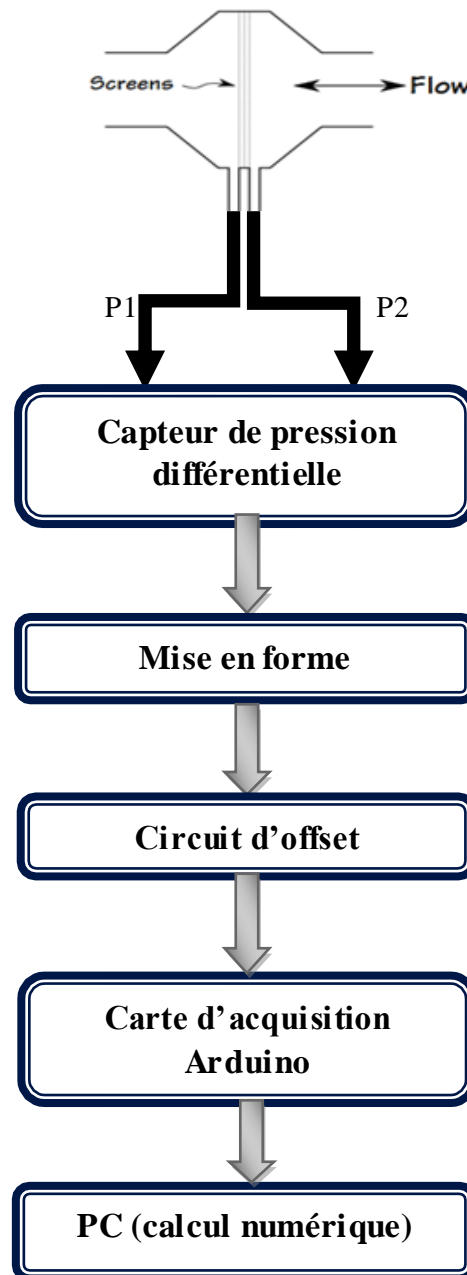 Screens
Flow
P1
P2
Capteur de pression
différentielle
Mise en forme
Circuit d’offset
Carte d’acquisition
Arduino
PC (calcul numérique)